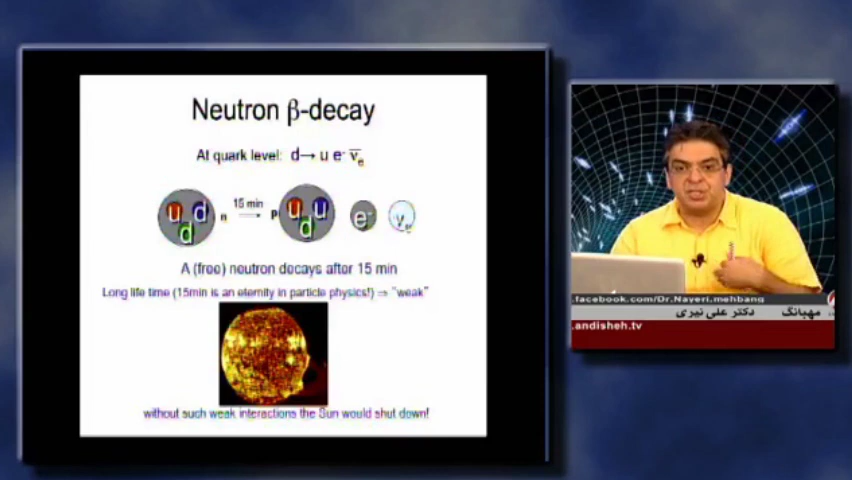 Neutron β-decay
At quark level: d→ u e⁻ ν̅e
u d d n 15 min → P u u d e⁻ νe
A (free) neutron decays after 15 min
Long life time (15min is an eternity in particle physics!) ⇒ "weak"
without such weak interactions the Sun would shut down!
.facebook.com/Dr.Nayeri.mehbang
دکتر علی نیری مهبانگ
.andisheh.tv